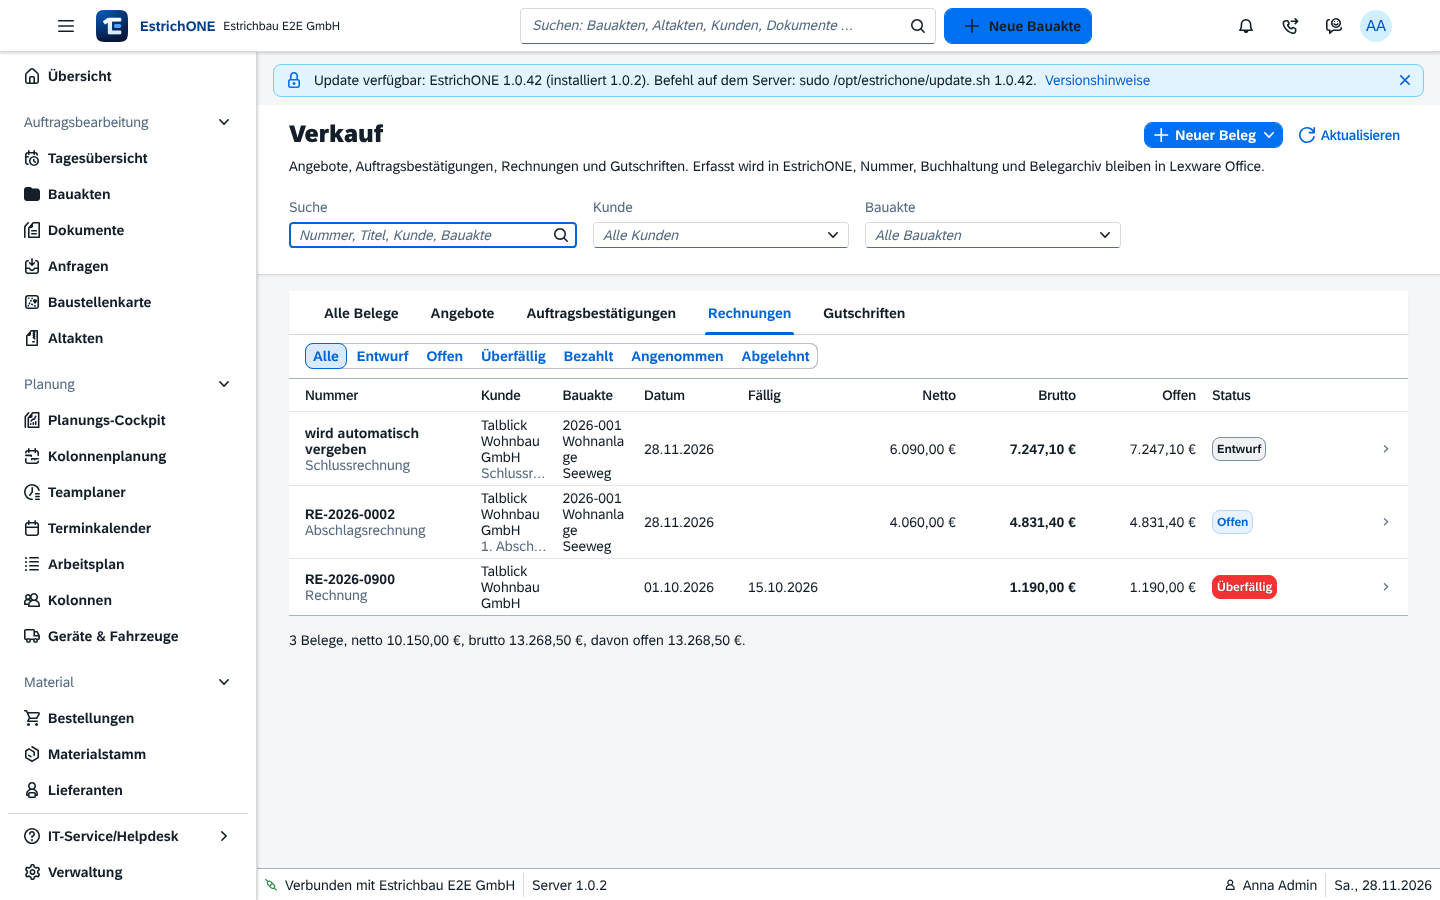 EstrichONE Estrichbau E2E GmbH
Suchen: Bauakten, Altakten, Kunden, Dokumente ...
Neue Bauakte
AA
Übersicht
Auftragsbearbeitung
Tagesübersicht
Bauakten
Dokumente
Anfragen
Baustellenkarte
Altakten
Planung
Planungs-Cockpit
Kolonnenplanung
Teamplaner
Terminkalender
Arbeitsplan
Kolonnen
Geräte & Fahrzeuge
Material
Bestellungen
Materialstamm
Lieferanten
IT-Service/Helpdesk
Verwaltung
Update verfügbar: EstrichONE 1.0.42 (installiert 1.0.2). Befehl auf dem Server: sudo /opt/estrichone/update.sh 1.0.42. Versionshinweise
Verkauf
Neuer Beleg
Aktualisieren
Angebote, Auftragsbestätigungen, Rechnungen und Gutschriften. Erfasst wird in EstrichONE, Nummer, Buchhaltung und Belegarchiv bleiben in Lexware Office.
Suche Kunde Bauakte
Nummer, Titel, Kunde, Bauakte Alle Kunden Alle Bauakten
Alle Belege Angebote Auftragsbestätigungen Rechnungen Gutschriften
Alle Entwurf Offen Überfällig Bezahlt Angenommen Abgelehnt
Nummer Kunde Bauakte Datum Fällig Netto Brutto Offen Status
wird automatisch
vergeben
Schlussrechnung
Talblick
Wohnbau
GmbH
Schlussr...
2026-001
Wohnanla
ge
Seeweg
28.11.2026 6.090,00 € 7.247,10 € 7.247,10 € Entwurf
RE-2026-0002
Abschlagsrechnung
Talblick
Wohnbau
GmbH
1. Absch...
2026-001
Wohnanla
ge
Seeweg
28.11.2026 4.060,00 € 4.831,40 € 4.831,40 € Offen
RE-2026-0900
Rechnung
Talblick
Wohnbau
GmbH
01.10.2026 15.10.2026 1.190,00 € 1.190,00 € Überfällig
3 Belege, netto 10.150,00 €, brutto 13.268,50 €, davon offen 13.268,50 €.
Verbunden mit Estrichbau E2E GmbH Server 1.0.2
Anna Admin Sa., 28.11.2026